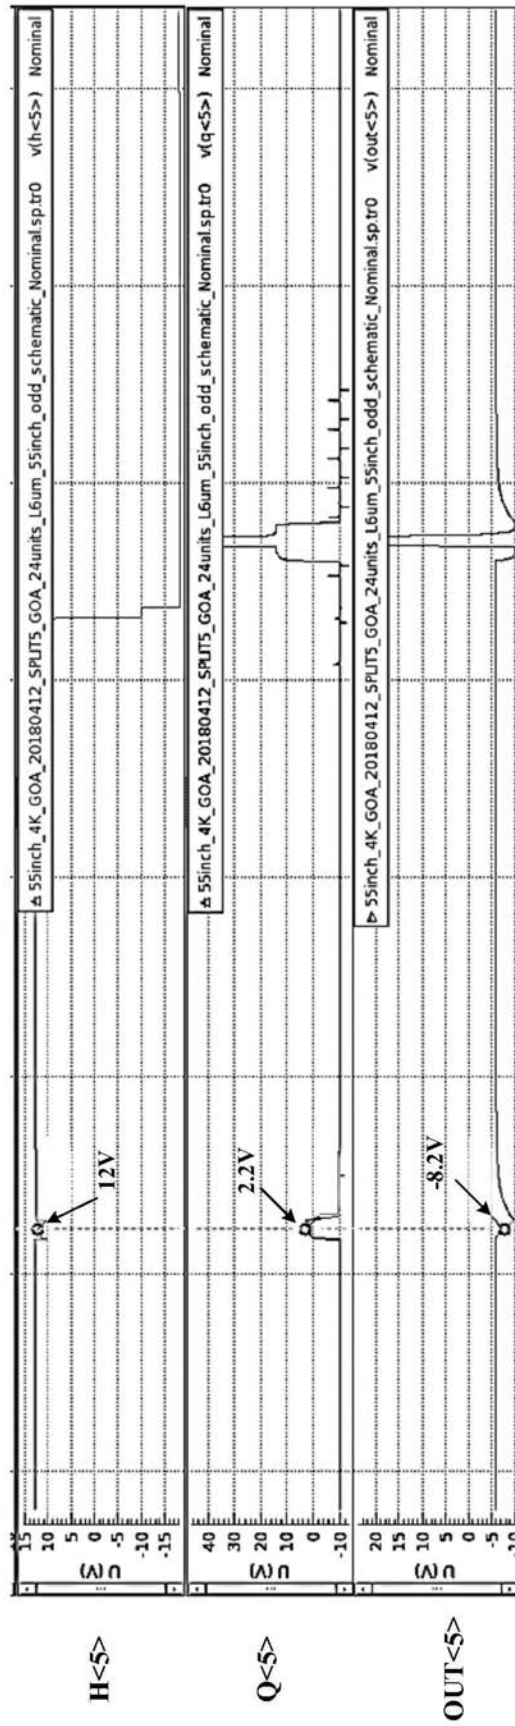 H<5>
U (V)
15
10
5
0
-5
-10
-15
12V
⩟ 55inch_4K_GOA_20180412_SPLIT5_GOA_24units_L6um_55inch_odd_schematic_Nominal.sp.tr0 v(h<5>) Nominal
Q<5>
U (V)
40
30
20
10
0
-10
2.2V
⩟ 55inch_4K_GOA_20180412_SPLIT5_GOA_24units_L6um_55inch_odd_schematic_Nominal.sp.tr0 v(q<5>) Nominal
OUT<5>
U (V)
20
15
10
5
0
-5
-10
-8.2V
▷ 55inch_4K_GOA_20180412_SPLIT5_GOA_24units_L6um_55inch_odd_schematic_Nominal.sp.tr0 v(out<5>) Nominal